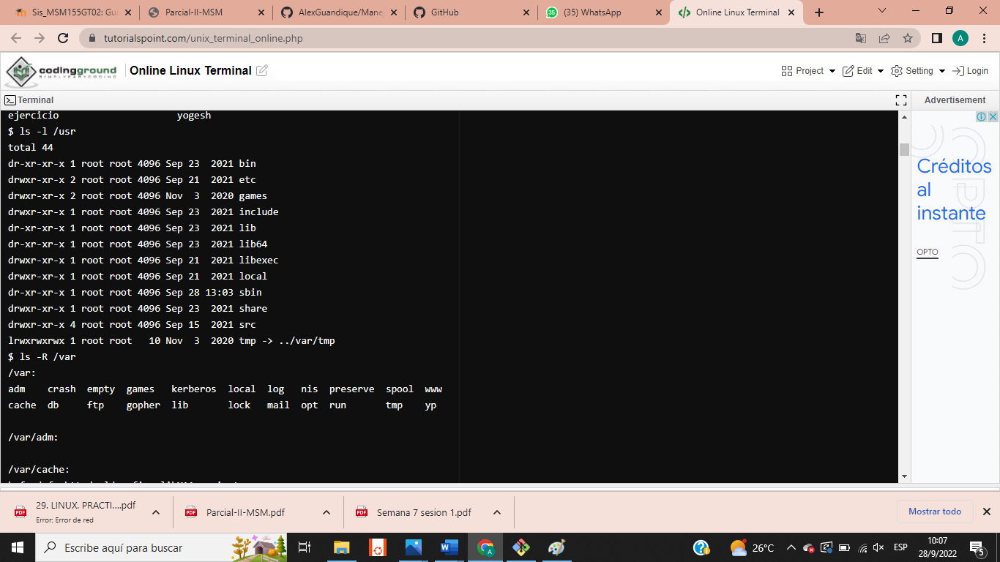 Sis_MSM155GT02: Gui
Parcial-II-MSM
AlexGuandique/Mane
GitHub
35
(35) WhatsApp
Online Linux Terminal
tutorialspoint.com/unix_terminal_online.php
A
codingground
SIMPLYEASYCODING
Online Linux Terminal
Project
Edit
Setting
Login
Terminal
Advertisement
ejercicio                     yogesh
$ ls -l /usr
total 44
dr-xr-xr-x 1 root root 4096 Sep 23  2021 bin
drwxr-xr-x 2 root root 4096 Sep 21  2021 etc
drwxr-xr-x 2 root root 4096 Nov  3  2020 games
drwxr-xr-x 1 root root 4096 Sep 23  2021 include
dr-xr-xr-x 1 root root 4096 Sep 23  2021 lib
dr-xr-xr-x 1 root root 4096 Sep 23  2021 lib64
drwxr-xr-x 1 root root 4096 Sep 21  2021 libexec
drwxr-xr-x 1 root root 4096 Sep 21  2021 local
dr-xr-xr-x 1 root root 4096 Sep 28 13:03 sbin
drwxr-xr-x 1 root root 4096 Sep 23  2021 share
drwxr-xr-x 4 root root 4096 Sep 15  2021 src
lrwxrwxrwx 1 root root   10 Nov  3  2020 tmp -> ../var/tmp
$ ls -R /var
/var:
adm    crash  empty  games   kerberos  local  log   nis  preserve  spool  www
cache  db     ftp    gopher  lib       lock   mail  opt  run       tmp    yp
/var/adm:
/var/cache:
Créditos
al
instante
OPTO
29. LINUX. PRACTI....pdf
Error: Error de red
Parcial-II-MSM.pdf
Semana 7 sesion 1.pdf
Mostrar todo
Escribe aquí para buscar
26°C
ESP
10:07
28/9/2022
5